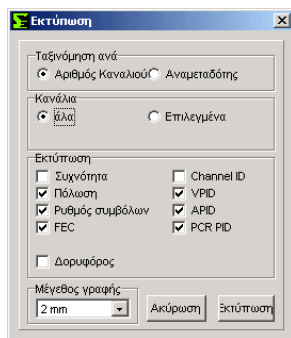 Εκτύπωση
Ταξινόμηση ανά
Αριθμός Καναλιού Αναμεταδότης
Κανάλια
άλα Επιλεγμένα
Εκτύπωση
Συχνότητα Channel ID
Πόλωση VPID
Ρυθμός συμβόλων APID
FEC PCR PID
Δορυφόρος
Μέγεθος γραφής
2 mm Ακύρωση Εκτύπωση